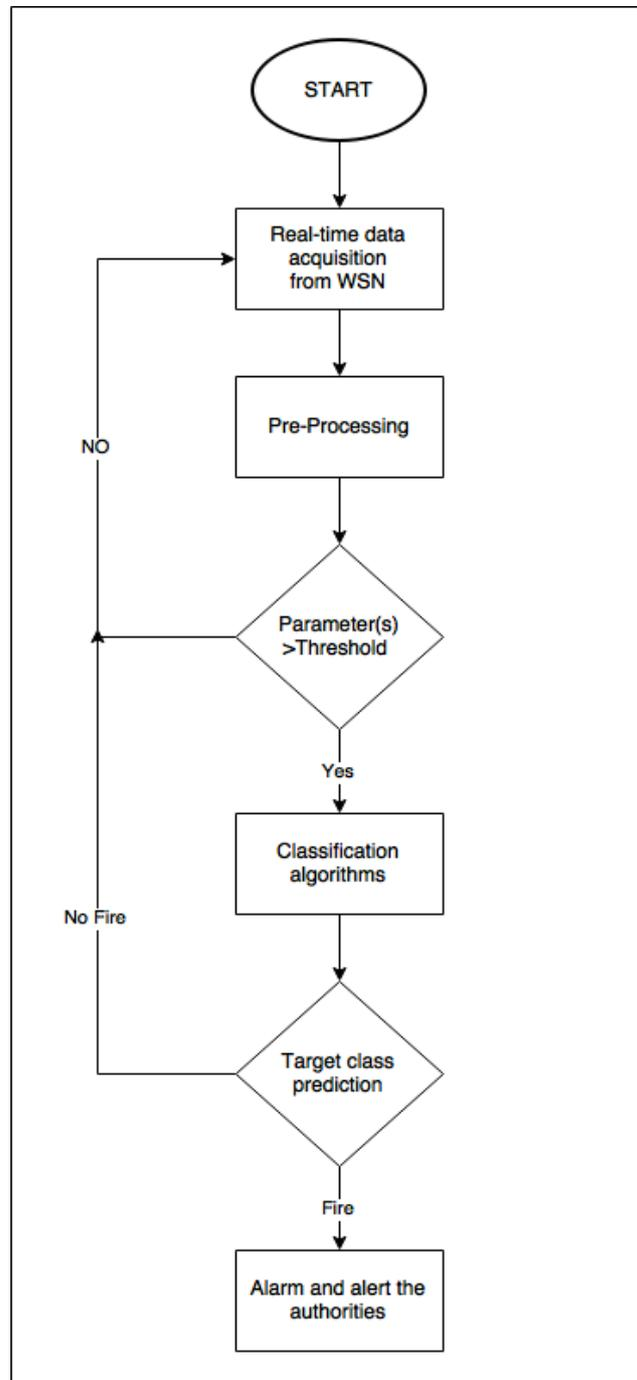 START
Real-time data
acquisition
from WSN
Pre-Processing
NO
Parameter(s)
>Threshold
Yes
Classification
algorithms
No Fire
Target class
prediction
Fire
Alarm and alert the
authorities